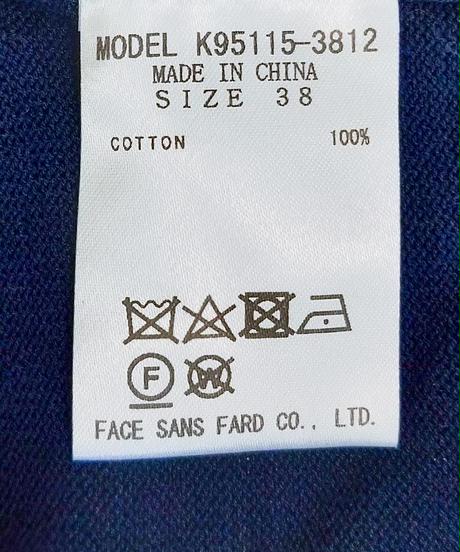 MODEL K95115-3812
MADE IN CHINA
SIZE 38
COTTON 100%
F W
FACE SANS FARD CO., LTD.